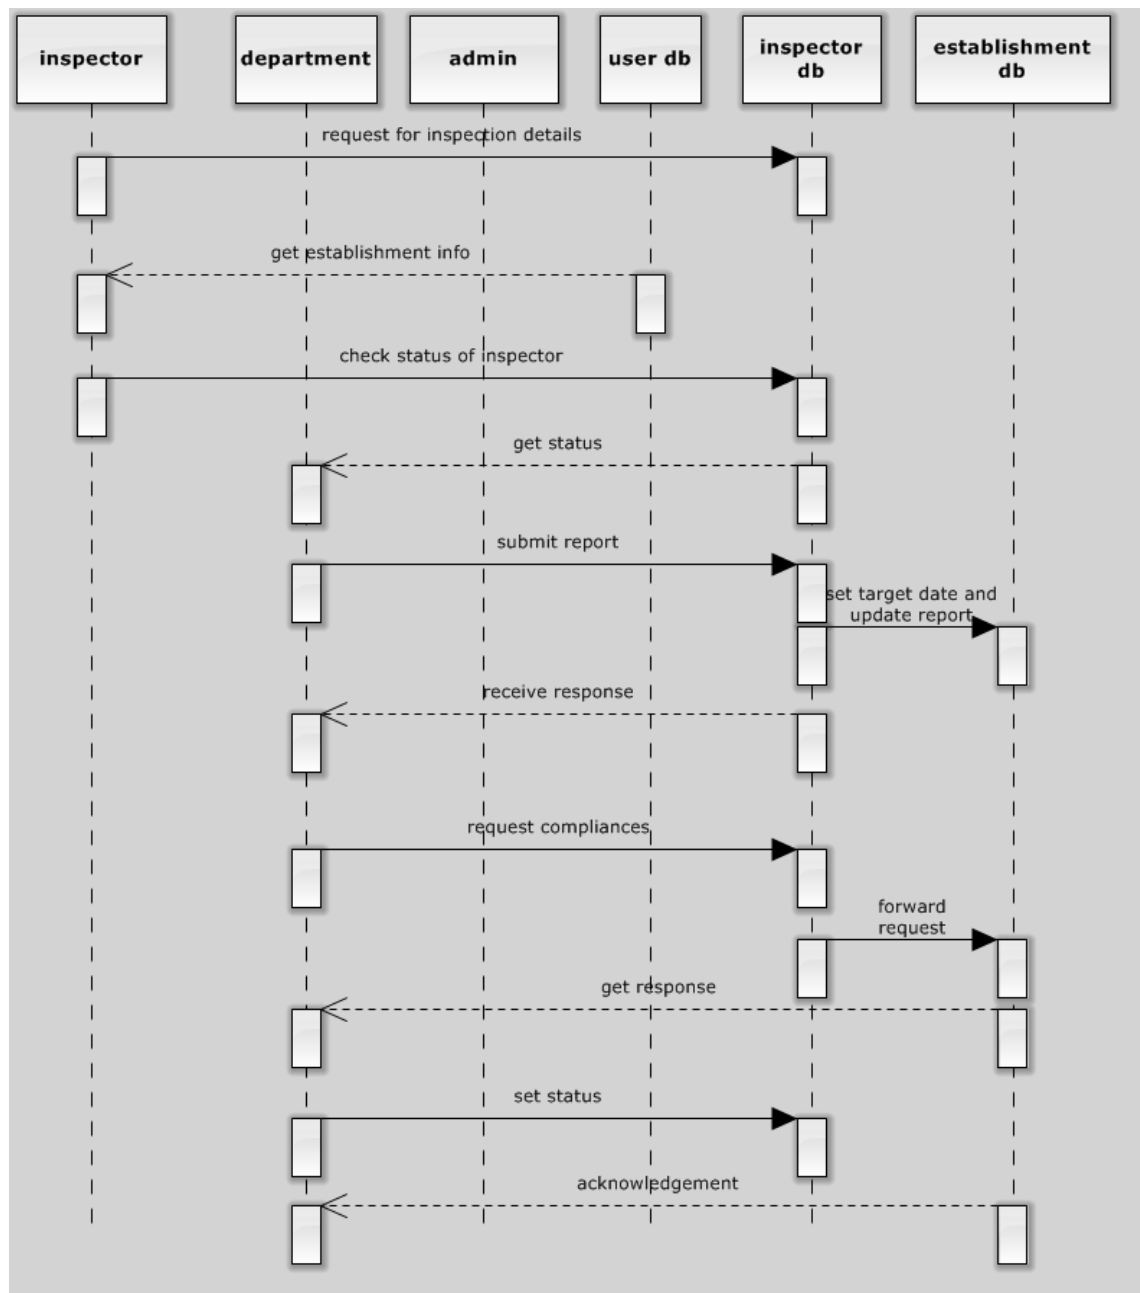 inspector
department
admin
user db
inspector
db
establishment
db
request for inspection details
get establishment info
check status of inspector
get status
submit report
set target date and
update report
receive response
request compliances
forward
request
get response
set status
acknowledgement